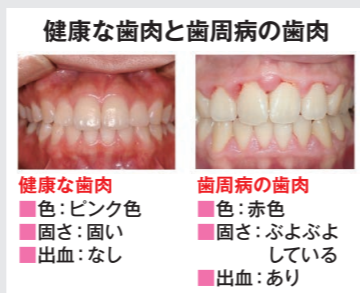 健康な歯肉と歯周病の歯肉
健康な歯肉
■色：ピンク色
■固さ：固い
■出血：なし
歯周病の歯肉
■色：赤色
■固さ：ぶよぶよ
している
■出血：あり